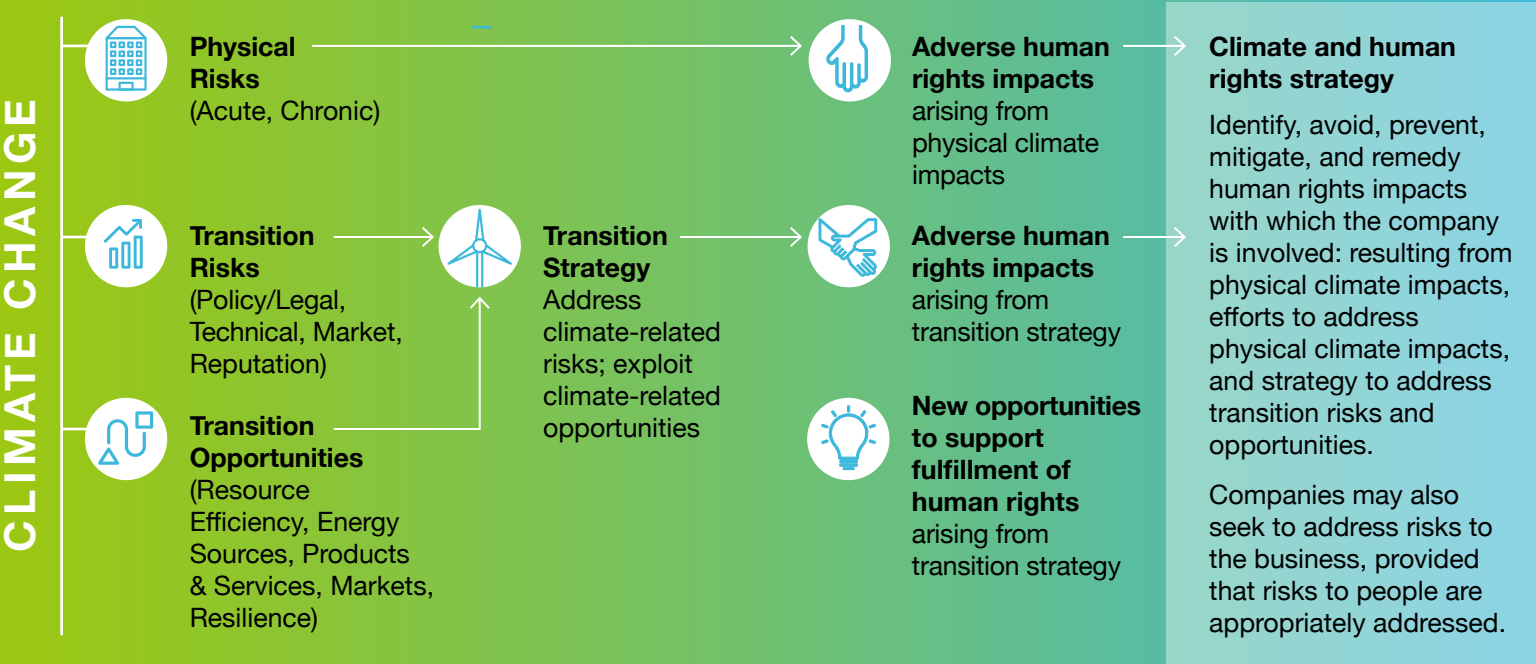 CLIMATE CHANGE
Physical
Risks
(Acute, Chronic)
Transition
Risks
(Policy/Legal,
Technical, Market,
Reputation)
Transition
Opportunities
(Resource
Efficiency, Energy
Sources, Products
& Services, Markets,
Resilience)
Transition
Strategy
Address
climate-related
risks; exploit
climate-related
opportunities
Adverse human
rights impacts
arising from
physical climate
impacts
Adverse human
rights impacts
arising from
transition strategy
New opportunities
to support
fulfillment of
human rights
arising from
transition strategy
Climate and human
rights strategy
Identify, avoid, prevent,
mitigate, and remedy
human rights impacts
with which the company
is involved: resulting from
physical climate impacts,
efforts to address
physical climate impacts,
and strategy to address
transition risks and
opportunities.
Companies may also
seek to address risks to
the business, provided
that risks to people are
appropriately addressed.